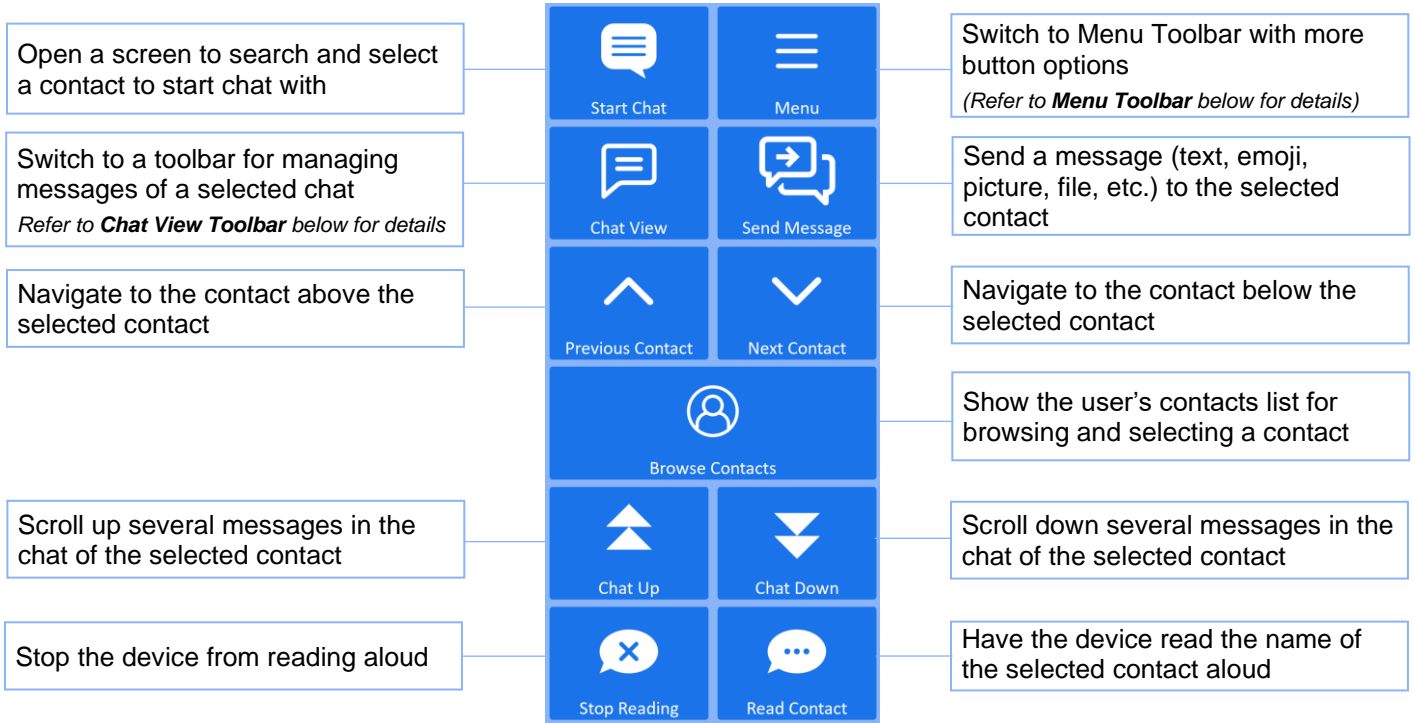 Open a screen to search and select
a contact to start chat with
Start Chat
Menu
Switch to Menu Toolbar with more
button options
(Refer to Menu Toolbar below for details)
Switch to a toolbar for managing
messages of a selected chat
Refer to Chat View Toolbar below for details
Chat View
Send Message
Send a message (text, emoji,
picture, file, etc.) to the selected
contact
Navigate to the contact above the
selected contact
Previous Contact
Next Contact
Navigate to the contact below the
selected contact
Browse Contacts
Show the user’s contacts list for
browsing and selecting a contact
Scroll up several messages in the
chat of the selected contact
Chat Up
Chat Down
Scroll down several messages in the
chat of the selected contact
Stop the device from reading aloud
Stop Reading
Read Contact
Have the device read the name of
the selected contact aloud